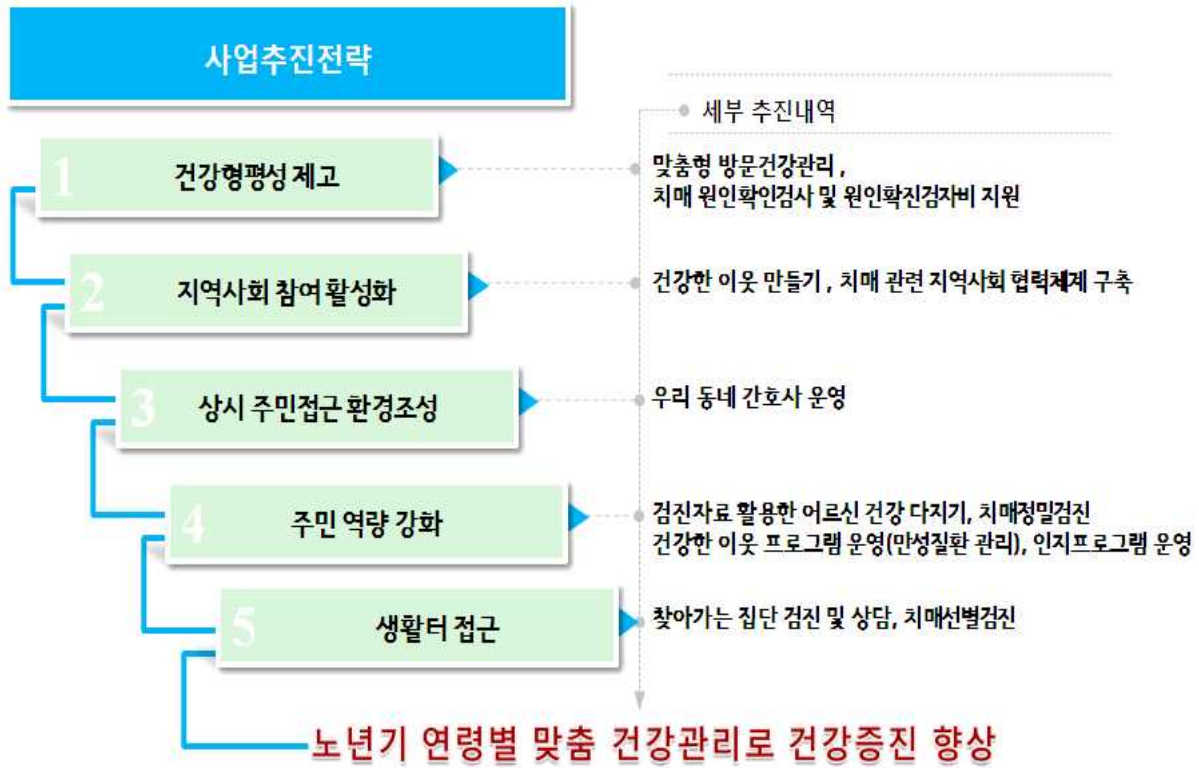 사업추진전략
세부 추진내역
1 건강형평성 제고
맞춤형 방문건강관리 ,
치매 원인확인검사 및 원인확진검자비 지원
2 지역사회 참여 활성화
건강한 이웃 만들기 , 치매 관련 지역사회 협력체계 구축
3 상시 주민접근 환경조성
우리 동네 간호사 운영
4 주민 역량 강화
검진자료 활용한 어르신 건강 다지기, 치매정밀검진
건강한 이웃 프로그램 운영(만성질환 관리), 인지프로그램 운영
5 생활터 접근
찾아가는 집단 검진 및 상담, 치매선별검진
노년기 연령별 맞춤 건강관리로 건강증진 향상